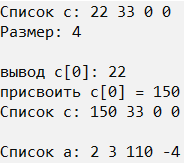 Список c: 22 33 0 0
Размер: 4
вывод c[0]: 22
присвоить c[0] = 150
Список c: 150 33 0 0
Список a: 2 3 110 -4